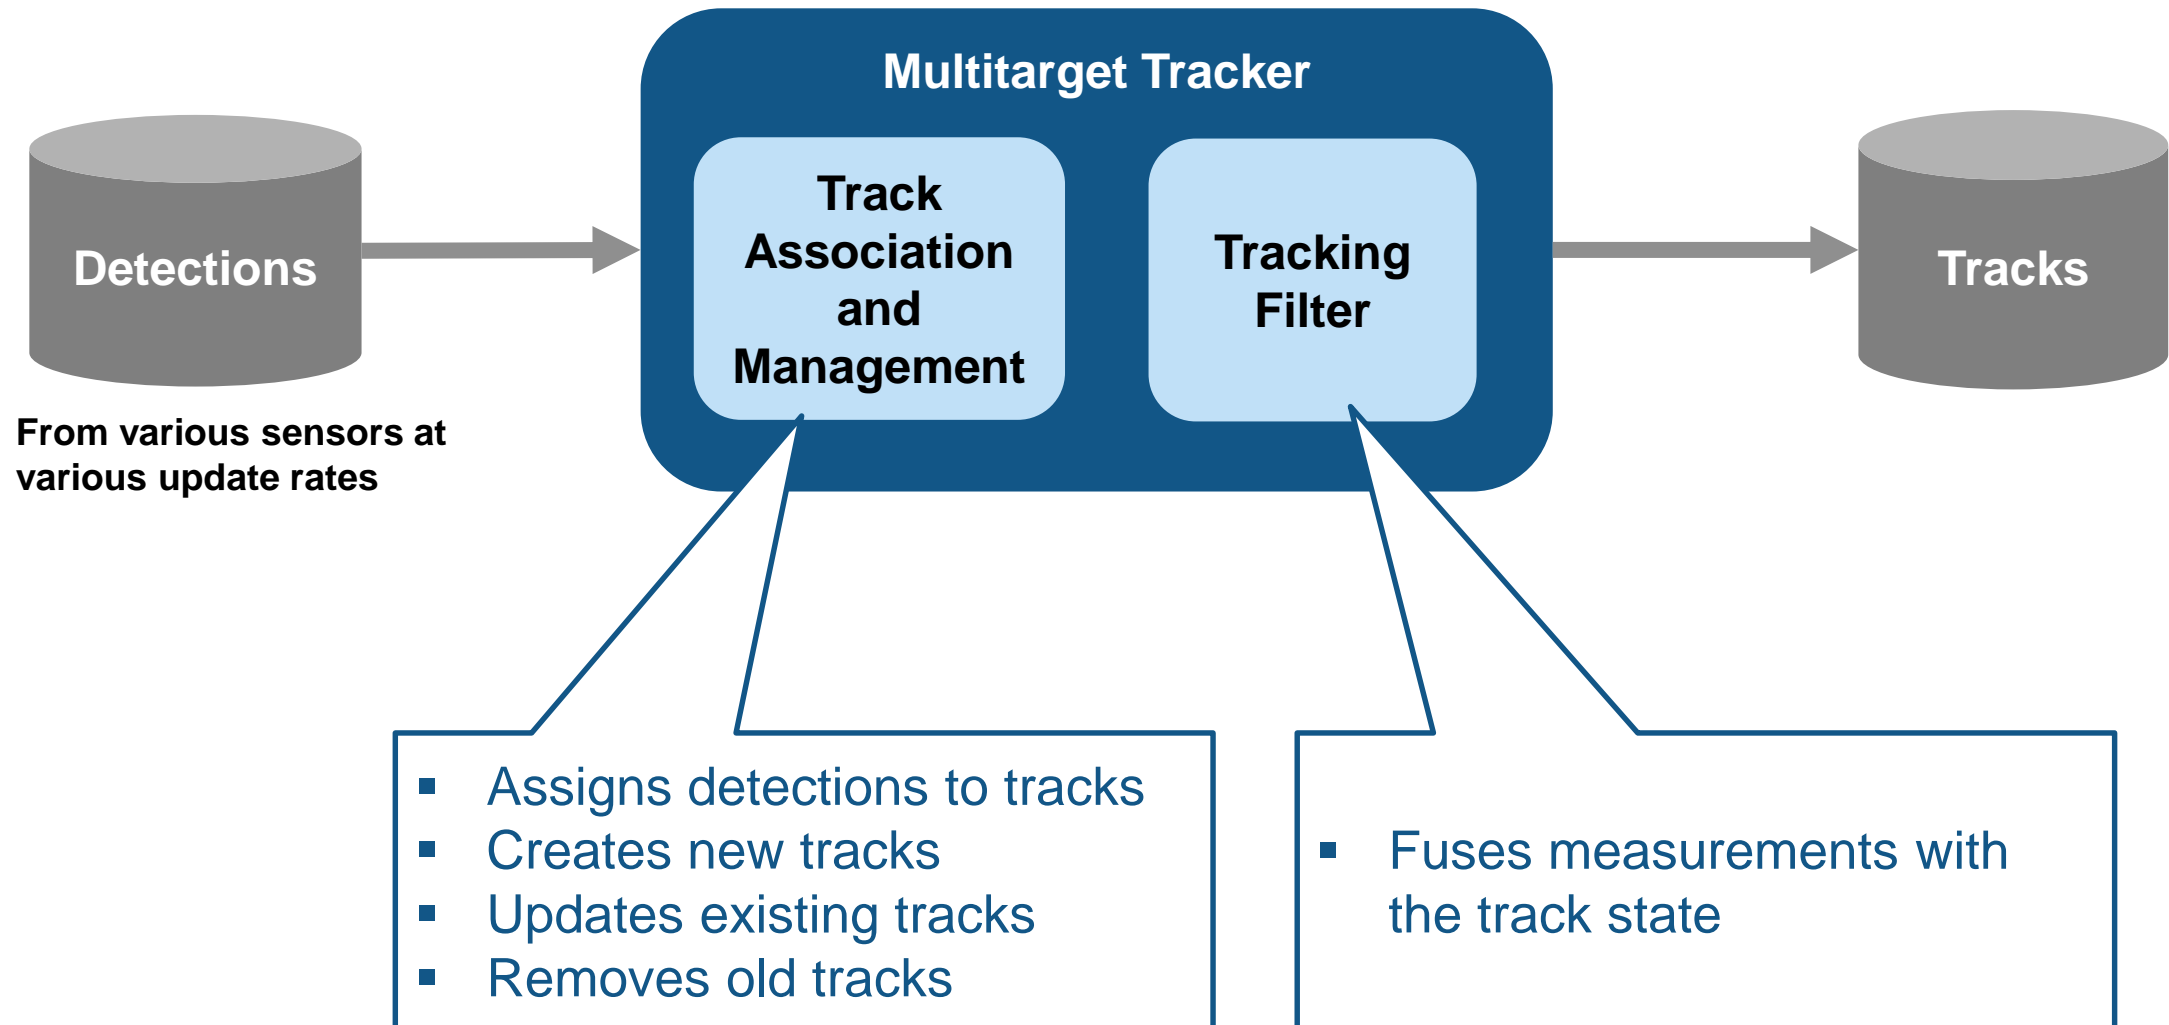 Multitarget Tracker
Detections
Track
Association
and
Management
Tracking
Filter
Tracks
From various sensors at
various update rates
▪ Assigns detections to tracks
▪ Creates new tracks
▪ Updates existing tracks
▪ Removes old tracks
▪ Fuses measurements with
the track state